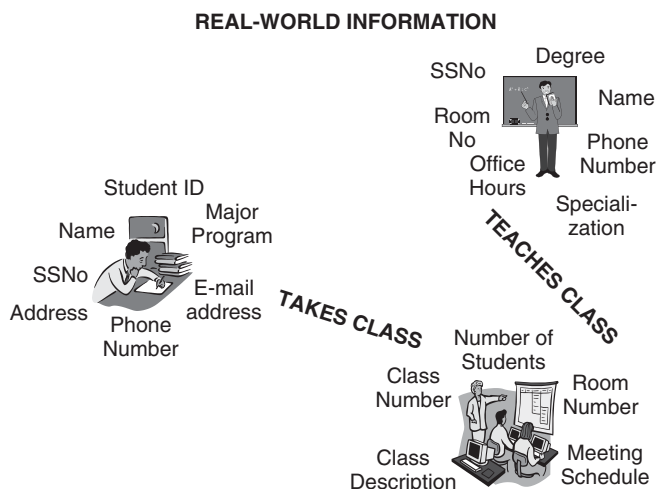 REAL-WORLD INFORMATION
SSNo
Degree
Name
Room
No
Phone
Number
Office
Hours
Speciali-
zation
TEACHES CLASS
Student ID
Name
Major
Program
SSNo
E-mail
address
Address
Phone
Number
TAKES CLASS
Number of
Students
Class
Number
Room
Number
Class
Description
Meeting
Schedule